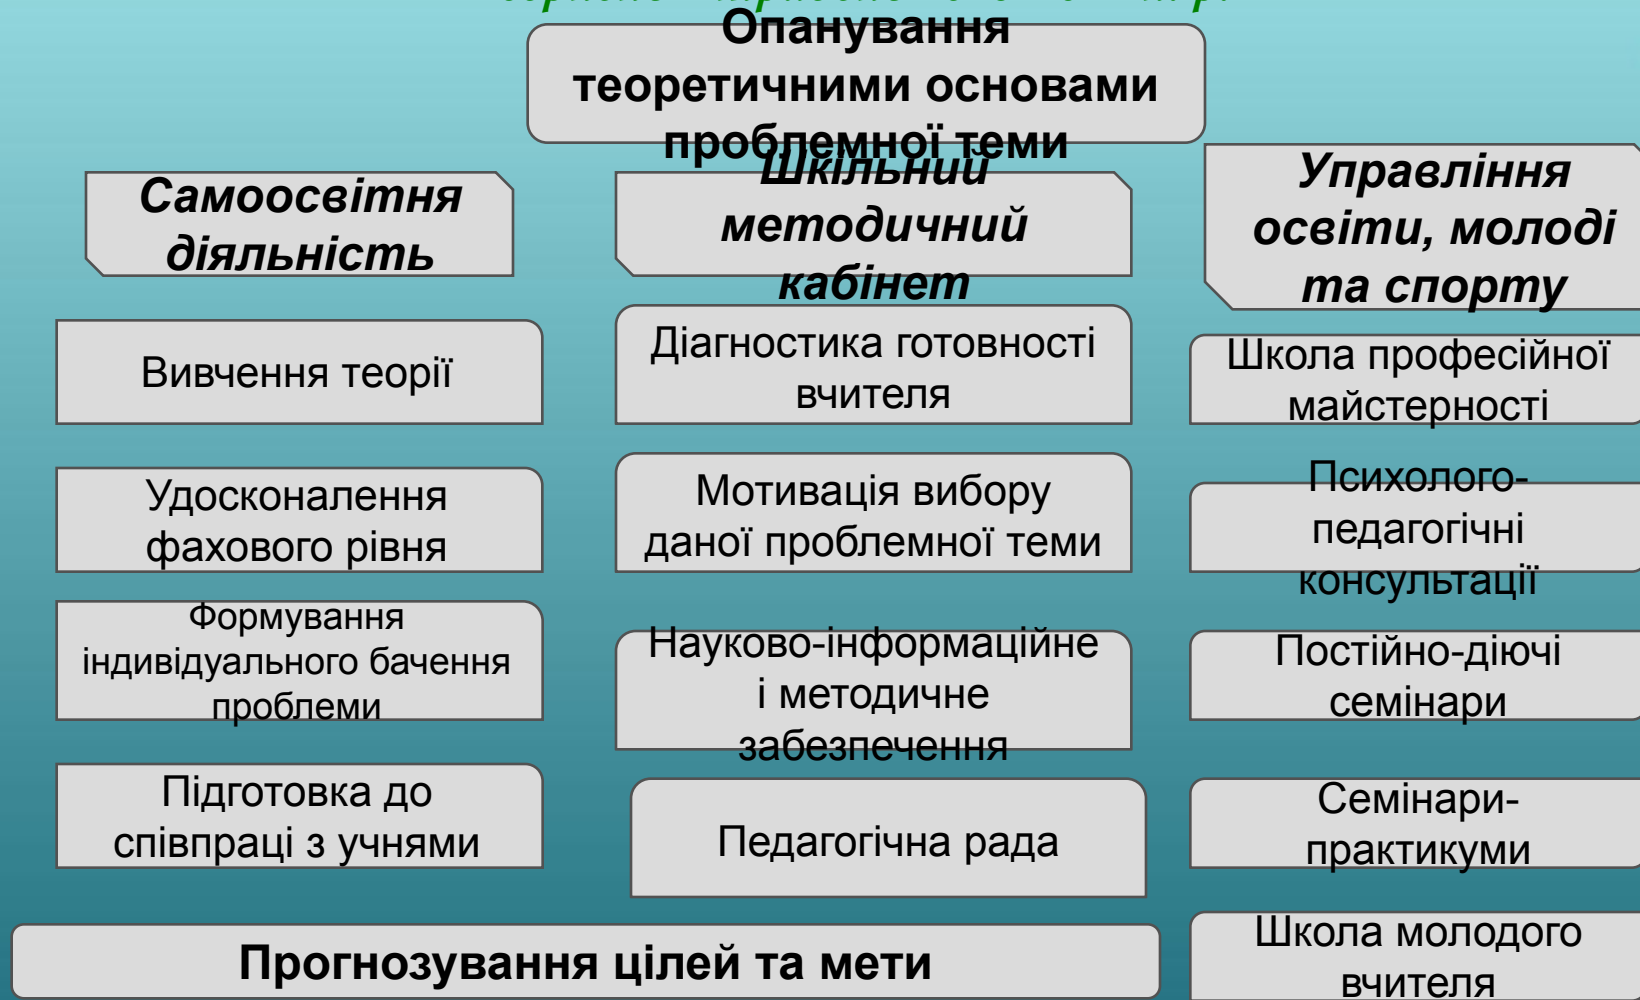 Опанування
теоретичними основами
проблемної теми
Самоосвітня
діяльність
Вивчення теорії
Удосконалення
фахового рівня
Формування
індивідуального бачення
проблеми
Підготовка до
співпраці з учнями
Шкільний
методичний
кабінет
Діагностика готовності
вчителя
Мотивація вибору
даної проблемної теми
Науково-інформаційне
і методичне
забезпечення
Педагогічна рада
Управління
освіти, молоді
та спорту
Школа професійної
майстерності
Психолого-
педагогічні
консультації
Постійно-діючі
семінари
Семінари-
практикуми
Школа молодого
вчителя
Прогнозування цілей та мети